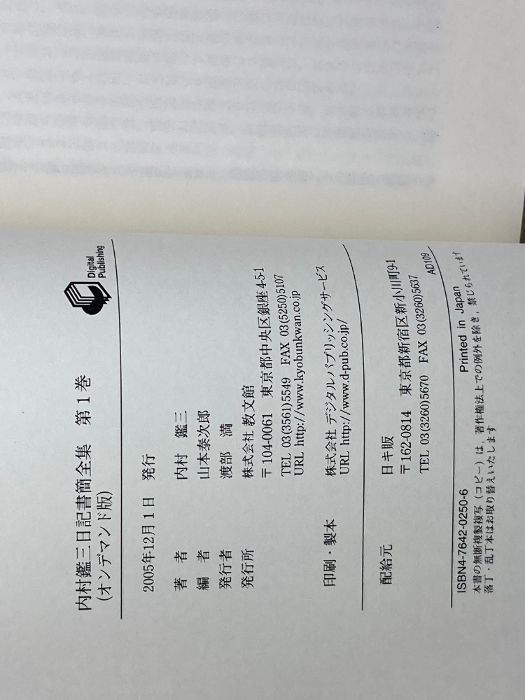 内村鑑三日記書簡全集　第1巻
(オンデマンド版)
Digital
Publishing
2005年12月1日　発行
著　者　内村　鑑三
編　者　山本泰次郎
発行者　渡部　満
発行所　株式会社 教文館
〒104-0061　東京都中央区銀座4-5-1
TEL 03(3561)5549　FAX 03(5250)5107
URL http://www.kyobunkwan.co.jp
印刷・製本　株式会社 デジタルパブリッシングサービス
URL http://www.d-pub.co.jp/
配給元　日キ販
〒162-0814　東京都新宿区新小川町9-1
TEL 03(3260)5670　FAX 03(3260)5637
AD109
ISBN4-7642-0250-6　Printed in Japan
本書の無断複製複写(コピー)は、著作権法上での例外を除き、禁じられています
落丁・乱丁本はお取り替えいたします